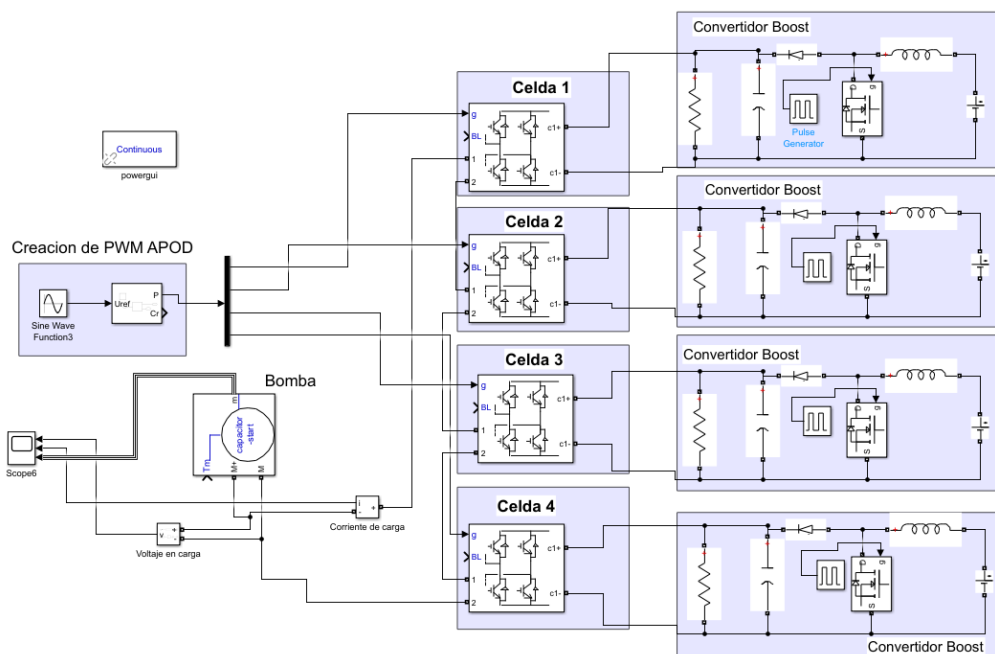 Convertidor Boost
Celda 1
g
BL
1
2
c1+
c1-
G
g
S
Pulse
Generator
Continuous
powergui
Convertidor Boost
Celda 2
g
BL
1
2
c1+
c1-
G
g
S
Creacion de PWM APOD
Sine Wave
Function3
Uref
P
Cr
Convertidor Boost
Celda 3
g
BL
1
2
c1+
c1-
G
g
S
Bomba
m
capacitor
-start
Tm
M+
M
Scope6
i
+
-
Corriente de carga
v
+
-
Voltaje en carga
Celda 4
g
BL
1
2
c1+
c1-
G
g
S
Convertidor Boost